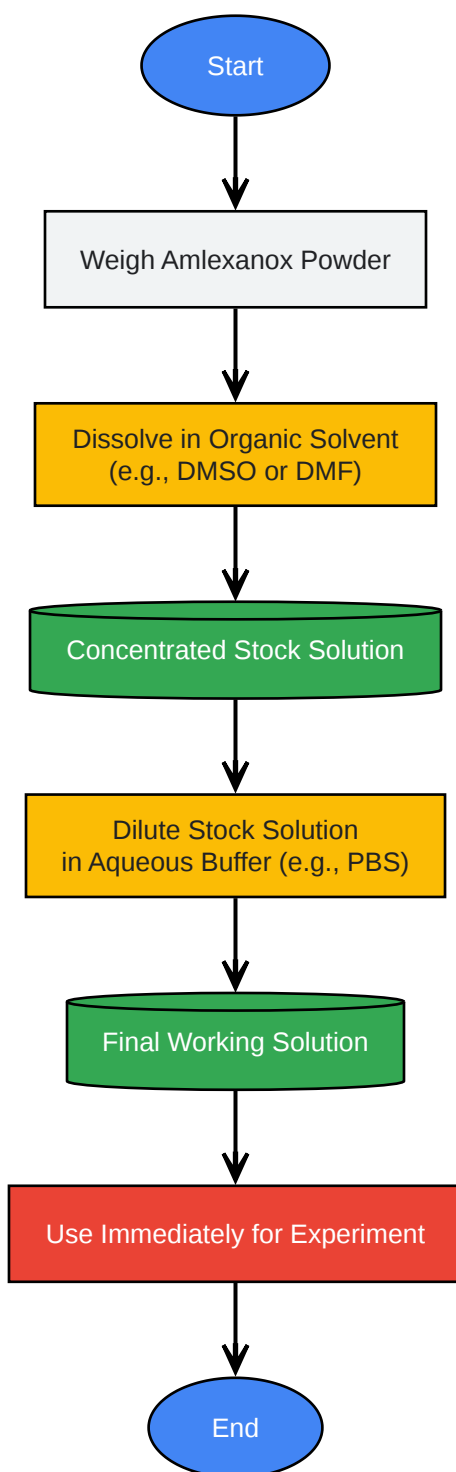 Start
Weigh Amlexanox Powder
Dissolve in Organic Solvent
(e.g., DMSO or DMF)
Concentrated Stock Solution
Dilute Stock Solution
in Aqueous Buffer (e.g., PBS)
Final Working Solution
Use Immediately for Experiment
End